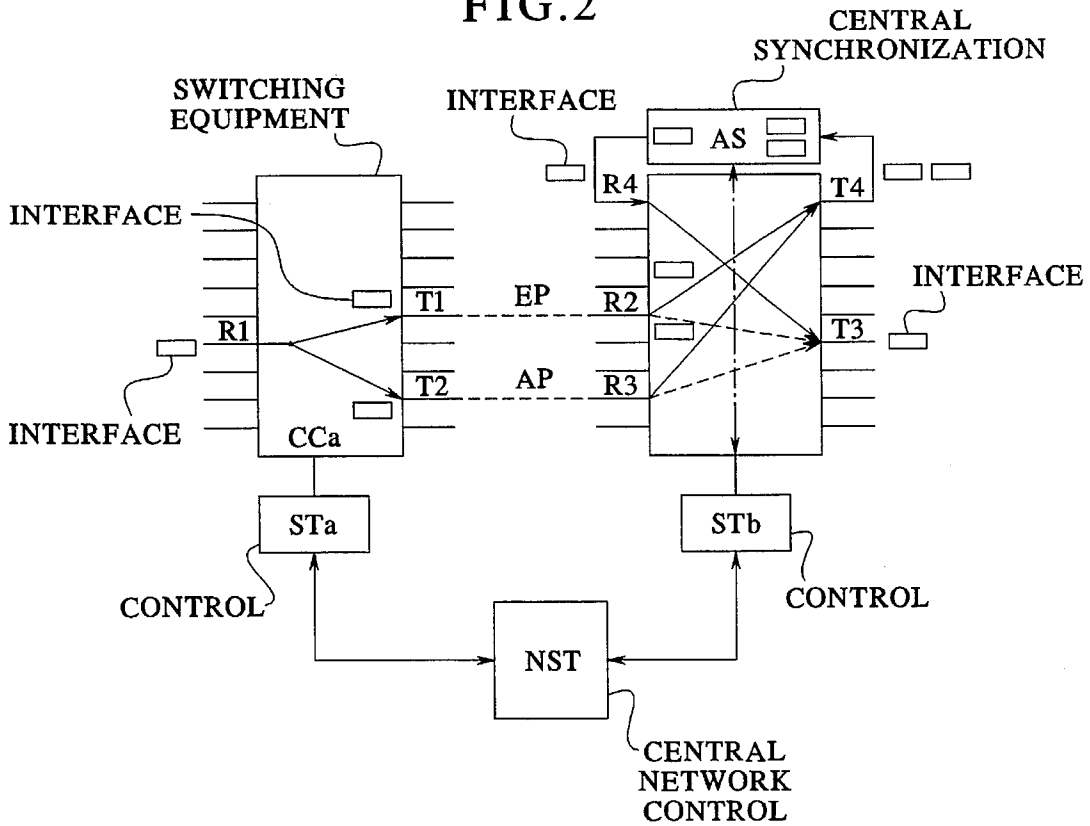 FIG.2
CENTRAL
SYNCHRONIZATION
SWITCHING
EQUIPMENT
INTERFACE
AS
R4
T4
INTERFACE
INTERFACE
T1
EP
R2
R1
T3
T2
AP
R3
INTERFACE
CCa
STa
STb
CONTROL
CONTROL
NST
CENTRAL
NETWORK
CONTROL